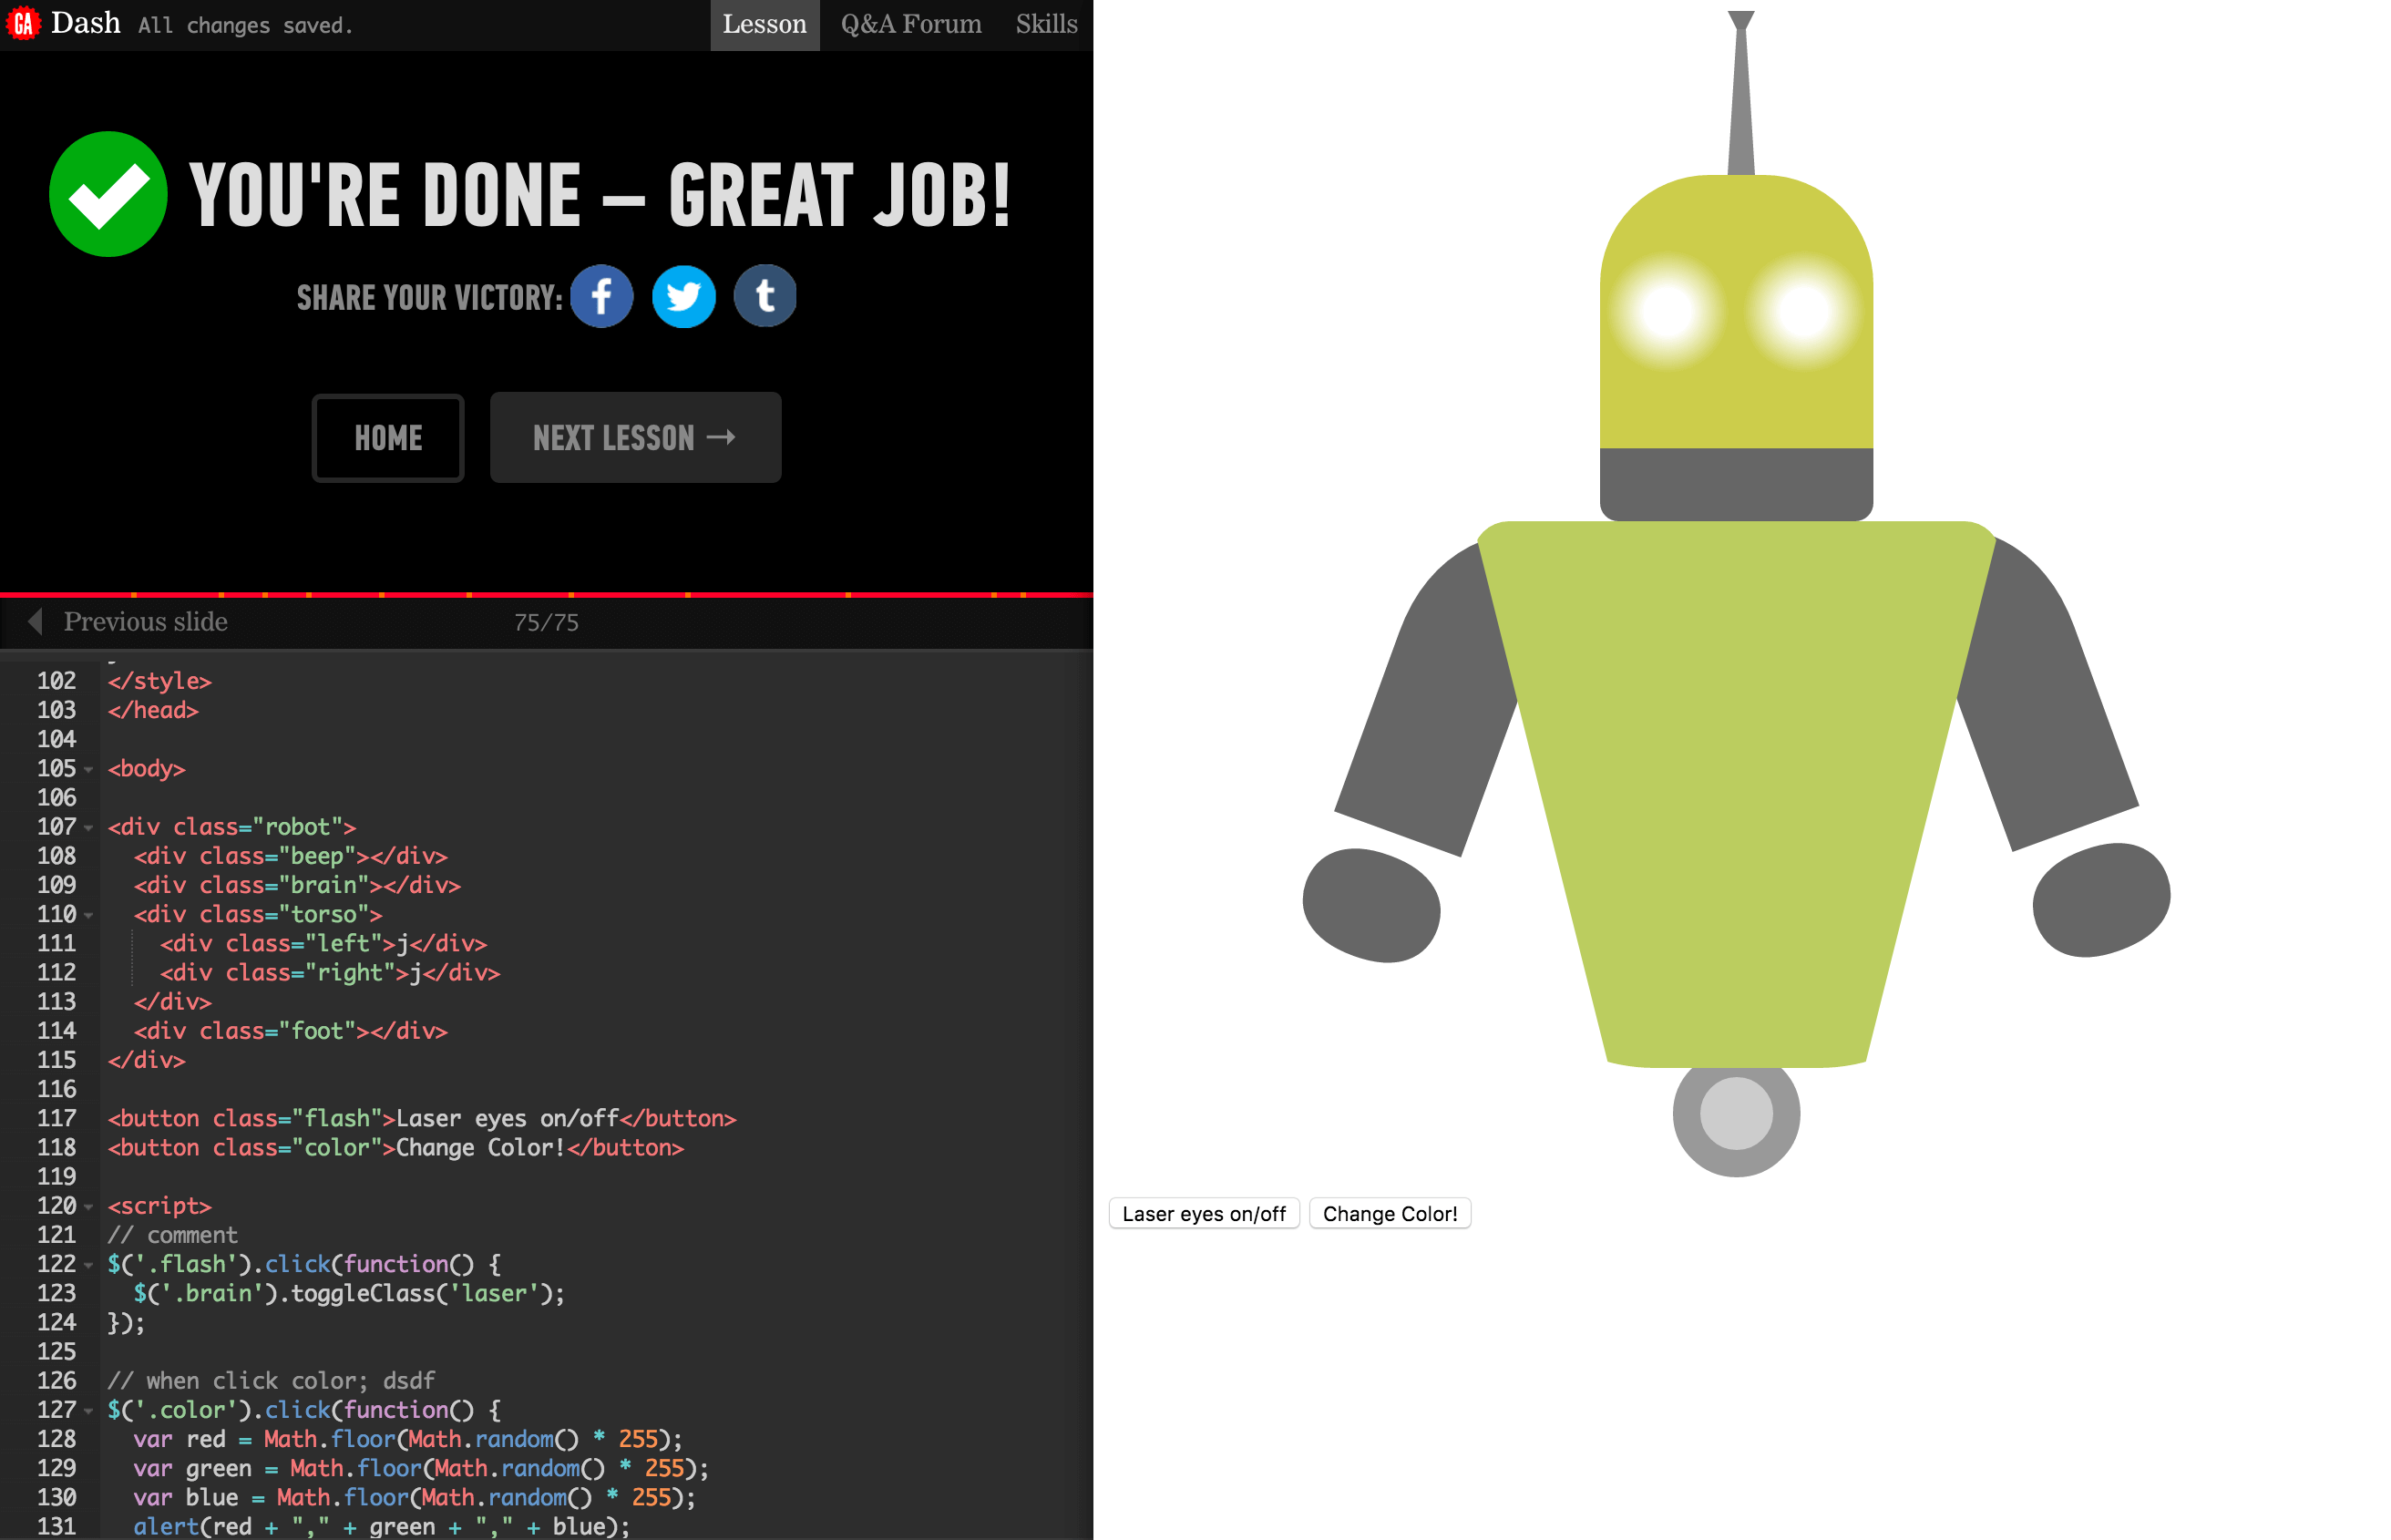 GA Dash All changes saved. Lesson Q&A Forum Skills
YOU'RE DONE – GREAT JOB!
SHARE YOUR VICTORY: f t
HOME NEXT LESSON →
Previous slide 75/75
102 </style>
103 </head>
104
105 <body>
106
107 <div class="robot">
108 <div class="beep"></div>
109 <div class="brain"></div>
110 <div class="torso">
111 <div class="left">j</div>
112 <div class="right">j</div>
113 </div>
114 <div class="foot"></div>
115 </div>
116
117 <button class="flash">Laser eyes on/off</button>
118 <button class="color">Change Color!</button>
119
120 <script>
121 // comment
122 $('.flash').click(function() {
123 $('.brain').toggleClass('laser');
124 });
125
126 // when click color; dsdf
127 $('.color').click(function() {
128 var red = Math.floor(Math.random() * 255);
129 var green = Math.floor(Math.random() * 255);
130 var blue = Math.floor(Math.random() * 255);
131 alert(red + "," + green + "," + blue);
Laser eyes on/off Change Color!